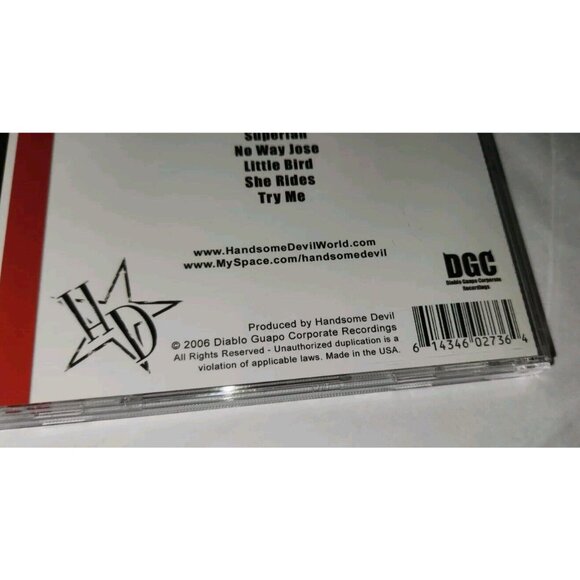 Superfan
No Way Jose
Little Bird
She Rides
Try Me
www.HandsomeDevilWorld.com
www.MySpace.com/handsomedevil
DGC
Diablo Guapo Corporate
Recordings
HD
Produced by Handsome Devil
© 2006 Diablo Guapo Corporate Recordings
All Rights Reserved - Unauthorized duplication is a
violation of applicable laws. Made in the USA.
6 14346 02736 4